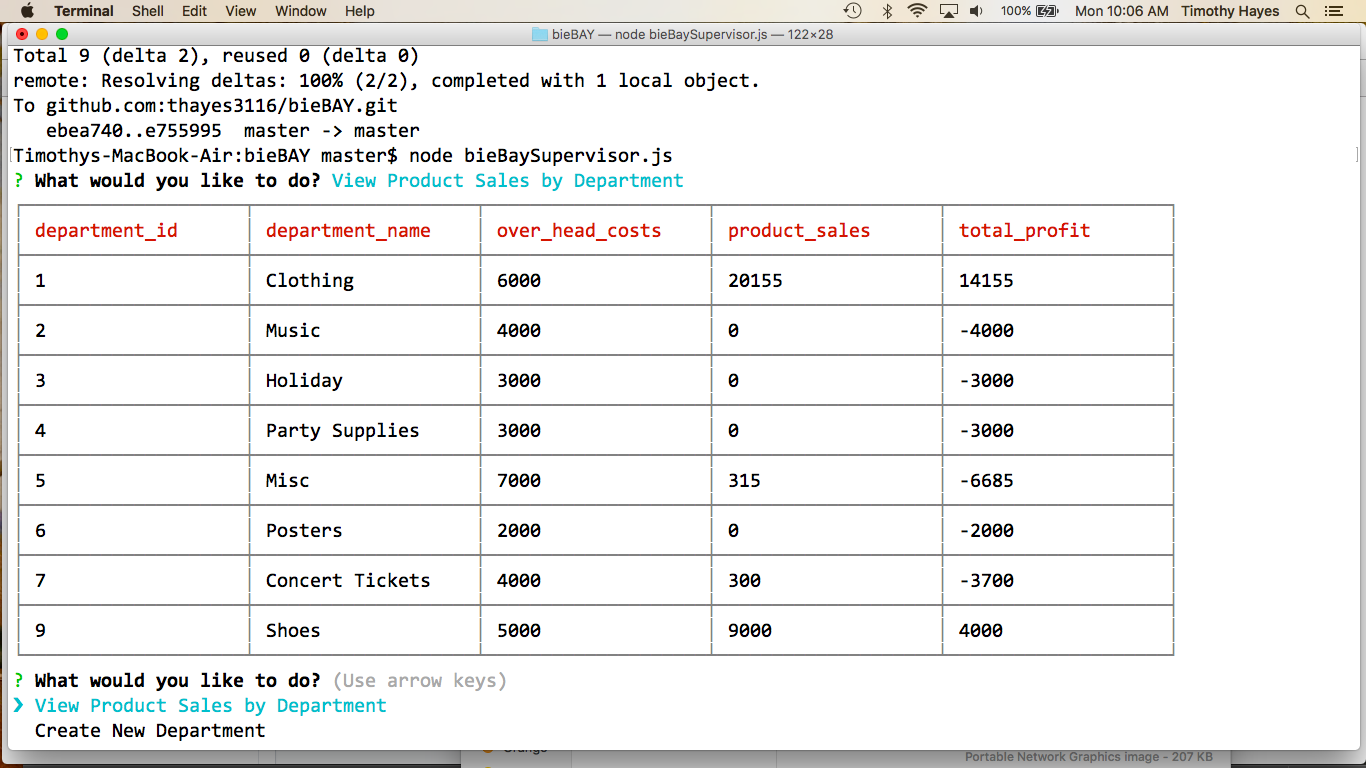 Terminal Shell Edit View Window Help 100% Mon 10:06 AM Timothy Hayes
bieBAY — node bieBaySupervisor.js — 122×28
Total 9 (delta 2), reused 0 (delta 0)
remote: Resolving deltas: 100% (2/2), completed with 1 local object.
To github.com:thayes3116/bieBAY.git
ebea740..e755995 master -> master
[Timothys-MacBook-Air:bieBAY master$ node bieBaySupervisor.js ]
? What would you like to do? View Product Sales by Department
department_id department_name over_head_costs product_sales total_profit
1 Clothing 6000 20155 14155
2 Music 4000 0 -4000
3 Holiday 3000 0 -3000
4 Party Supplies 3000 0 -3000
5 Misc 7000 315 -6685
6 Posters 2000 0 -2000
7 Concert Tickets 4000 300 -3700
9 Shoes 5000 9000 4000
? What would you like to do? (Use arrow keys)
❯ View Product Sales by Department
Create New Department
Orange
Portable Network Graphics image - 207 KB